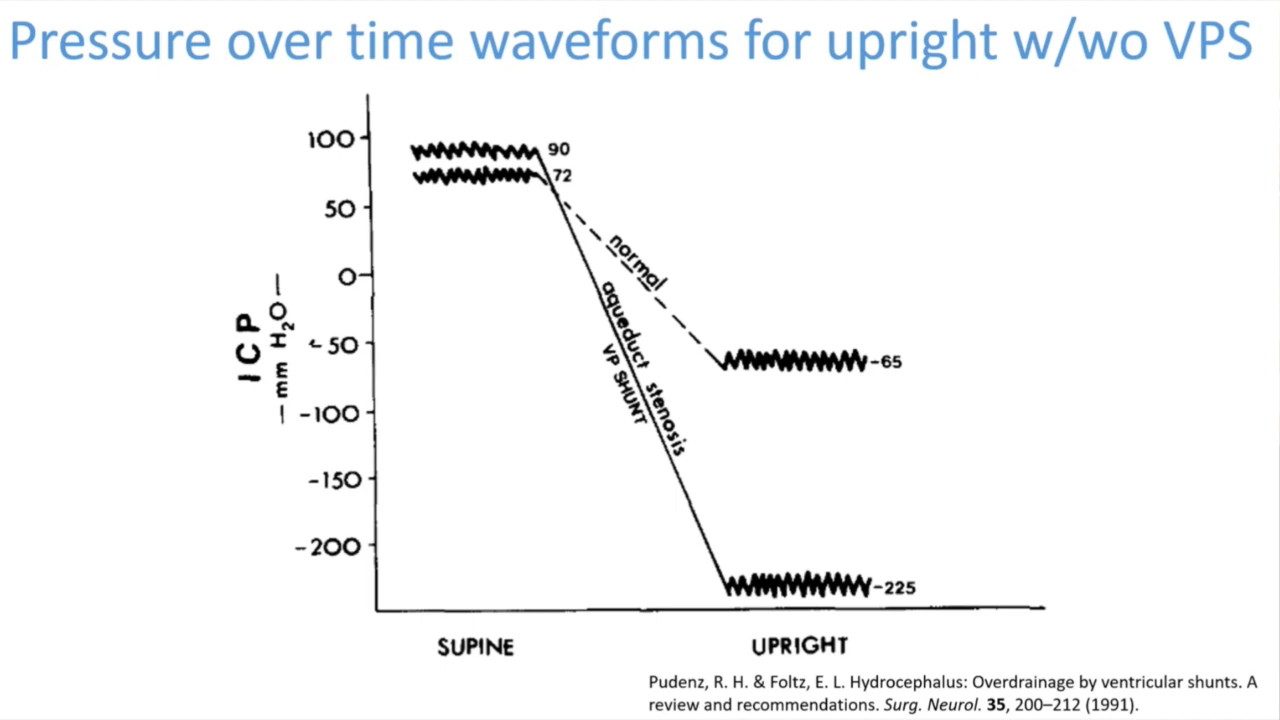 Pressure over time waveforms for upright w/wo VPS
100
50
0
-50
-100
-150
-200
ICP
— mm H₂O —
90
72
normal
aqueduct stenosis
VP SHUNT
-65
-225
SUPINE
UPRIGHT
Pudenz, R. H. & Foltz, E. L. Hydrocephalus: Overdrainage by ventricular shunts. A
review and recommendations. Surg. Neurol. 35, 200–212 (1991).